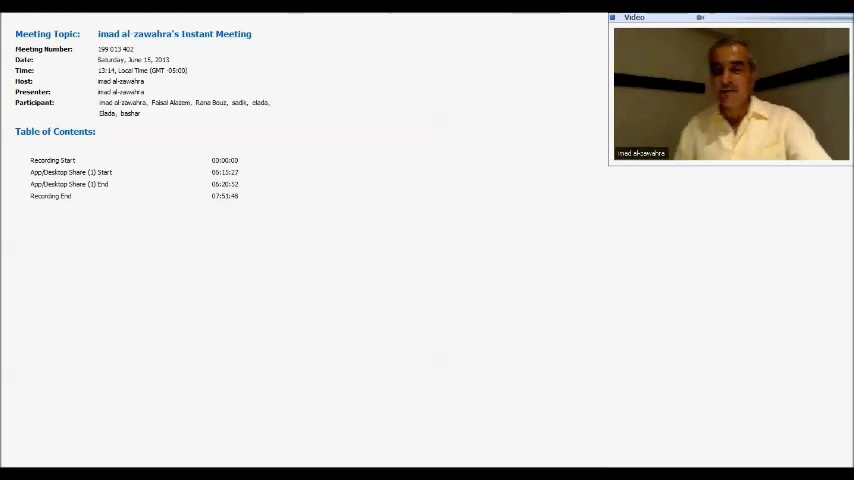 Video
Meeting Topic: imad al-zawahra's Instant Meeting
Meeting Number: 199 013 402
Date: Saturday, June 15, 2013
Time: 13:14, Local Time (GMT -05:00)
Host: imad al-zawahra
Presenter: imad al-zawahra
Participant: imad al-zawahra, Faisal Alazem, Rana Bouz, sadik, elada,
Elada, bashar
Table of Contents:
Recording Start 00:00:00
App/Desktop Share (1) Start 06:15:27
App/Desktop Share (1) End 06:20:52
Recording End 07:51:48
imad al-zawahra